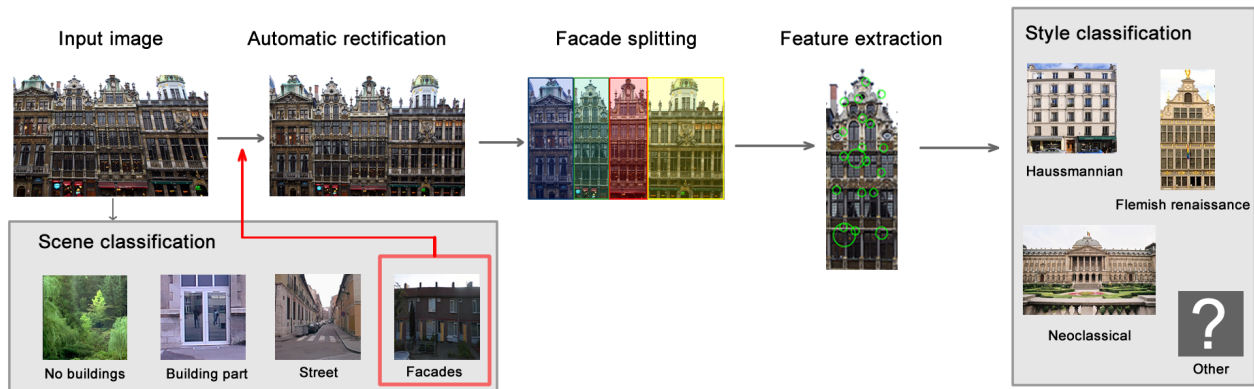 Input image
Automatic rectification
Facade splitting
Feature extraction
Style classification
Haussmannian
Flemish renaissance
Neoclassical
Other
?
Scene classification
No buildings
Building part
Street
Facades